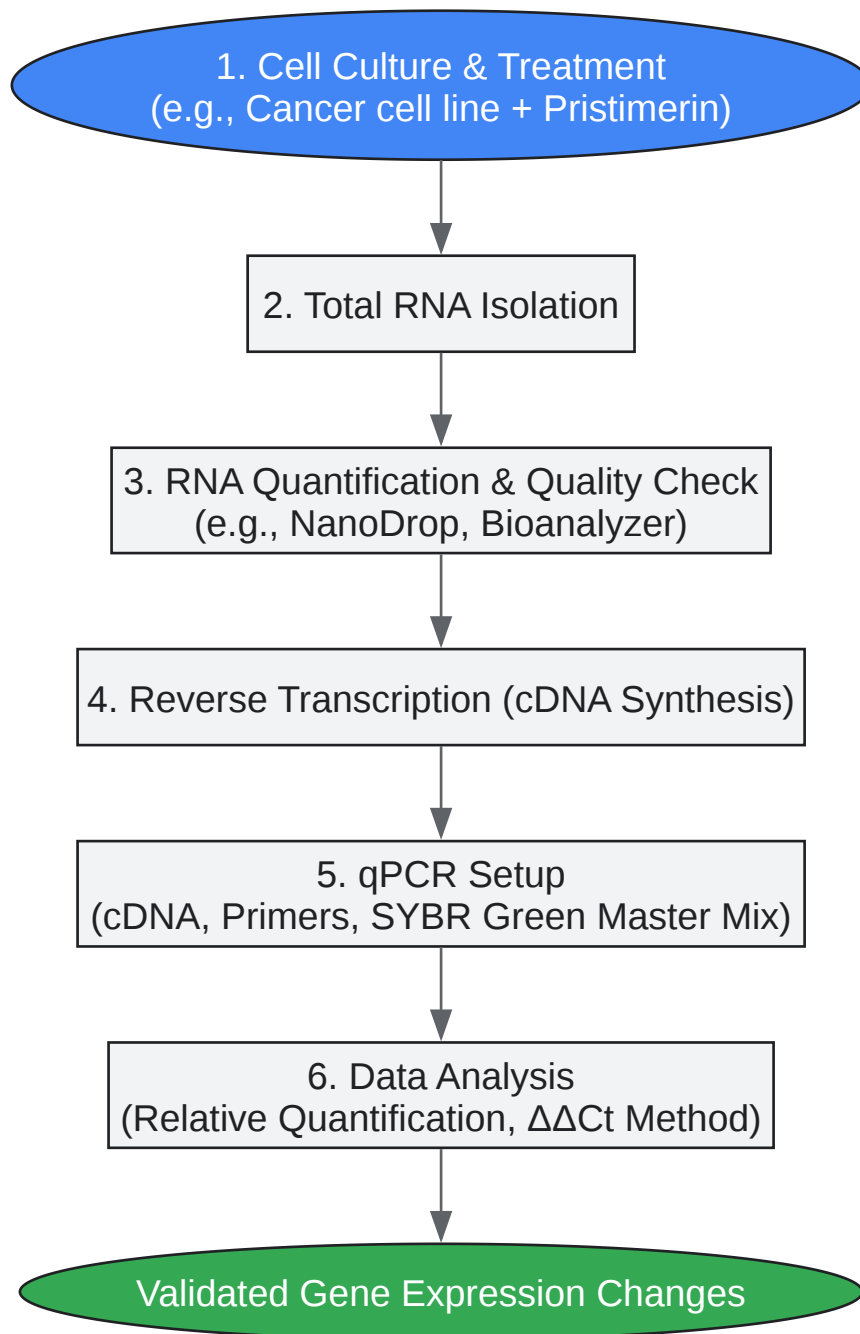 1. Cell Culture & Treatment
(e.g., Cancer cell line + Pristimerin)
2. Total RNA Isolation
3. RNA Quantification & Quality Check
(e.g., NanoDrop, Bioanalyzer)
4. Reverse Transcription (cDNA Synthesis)
5. qPCR Setup
(cDNA, Primers, SYBR Green Master Mix)
6. Data Analysis
(Relative Quantification, ΔΔCt Method)
Validated Gene Expression Changes